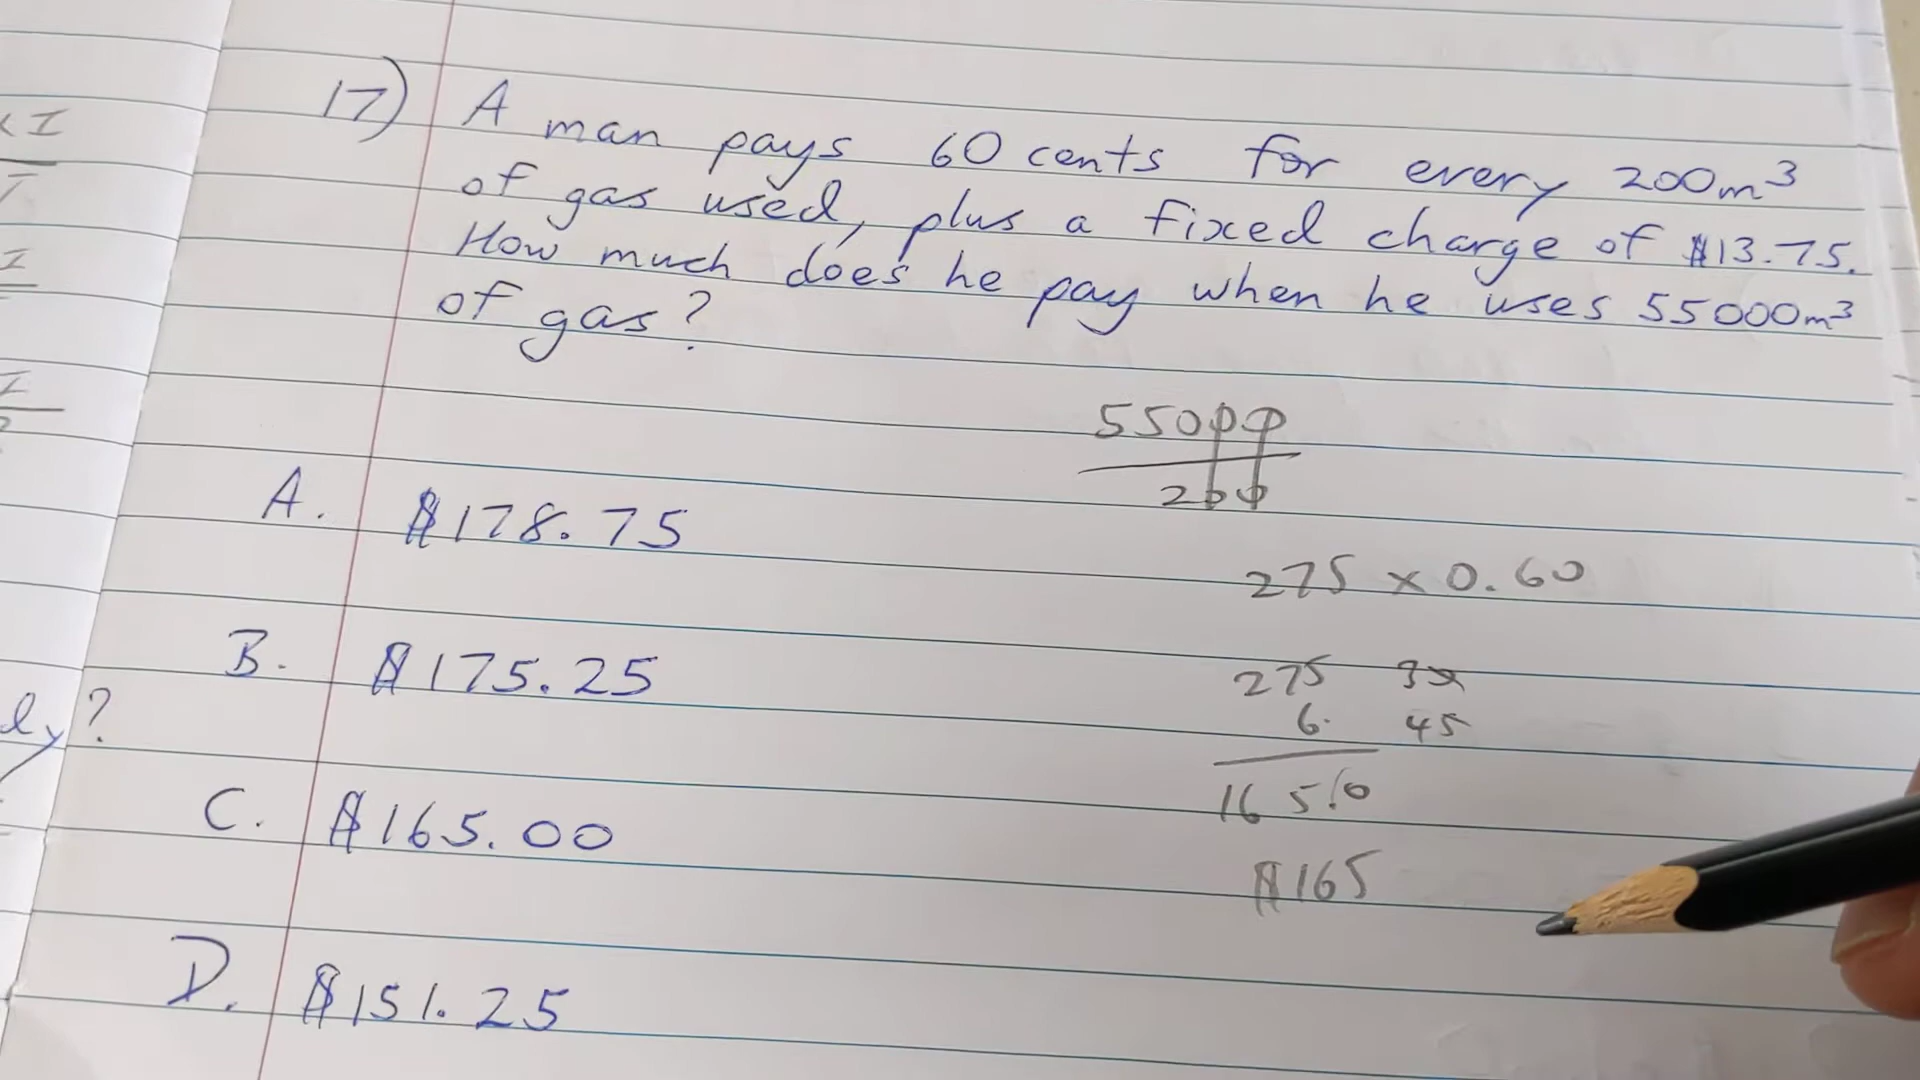 17) A man pays 60 cents for every 200m³
of gas used, plus a fixed charge of $13.75.
How much does he pay when he uses 55000m³
of gas?
A. $178.75
B. $175.25
C. $165.00
D. $151.25
55000
200
275 x 0.60
275 3
6. 45
165.0
$165
I
I
ly?